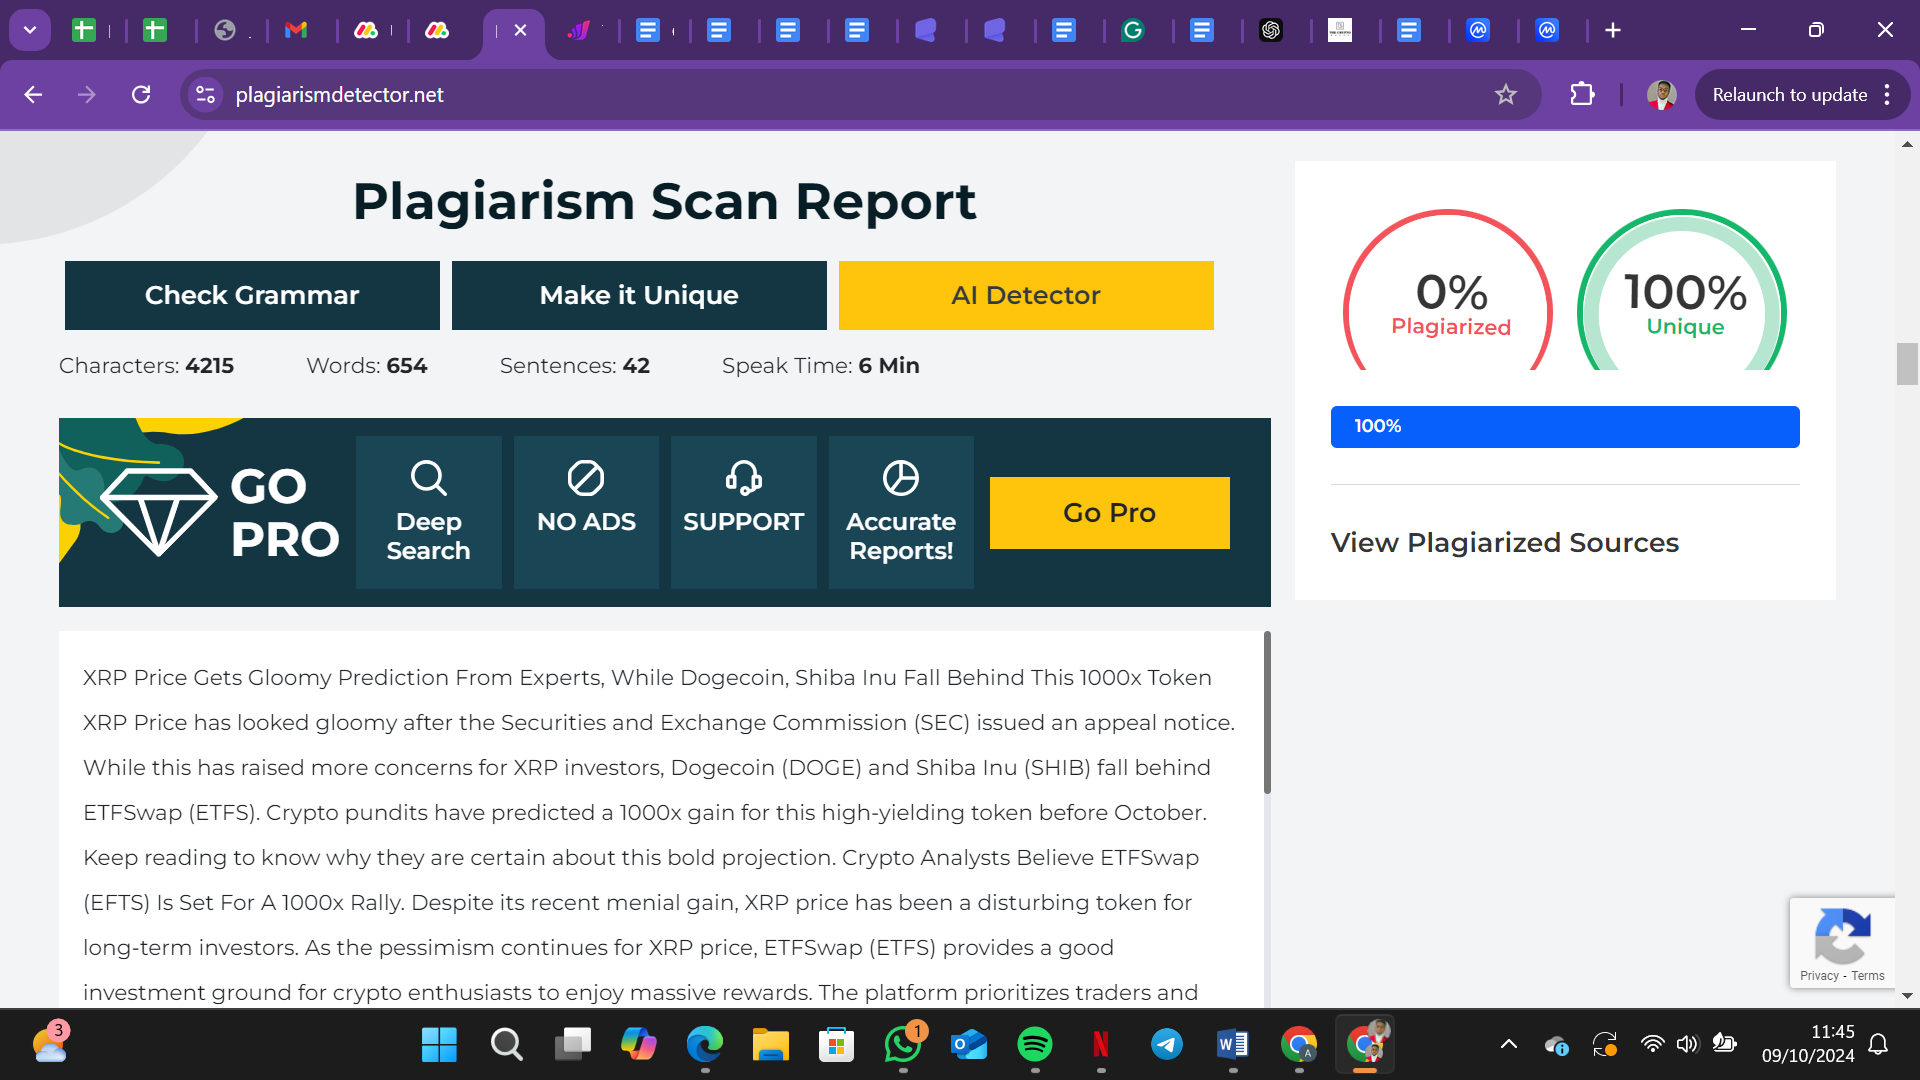 plagiarismdetector.net
Relaunch to update
Plagiarism Scan Report
Check Grammar
Make it Unique
AI Detector
Characters: 4215 Words: 654 Sentences: 42 Speak Time: 6 Min
0%
Plagiarized
100%
Unique
100%
View Plagiarized Sources
GO
PRO
Deep
Search
NO ADS
SUPPORT
Accurate
Reports!
Go Pro
XRP Price Gets Gloomy Prediction From Experts, While Dogecoin, Shiba Inu Fall Behind This 1000x Token
XRP Price has looked gloomy after the Securities and Exchange Commission (SEC) issued an appeal notice.
While this has raised more concerns for XRP investors, Dogecoin (DOGE) and Shiba Inu (SHIB) fall behind
ETFSwap (ETFS). Crypto pundits have predicted a 1000x gain for this high-yielding token before October.
Keep reading to know why they are certain about this bold projection. Crypto Analysts Believe ETFSwap
(EFTS) Is Set For A 1000x Rally. Despite its recent menial gain, XRP price has been a disturbing token for
long-term investors. As the pessimism continues for XRP price, ETFSwap (ETFS) provides a good
investment ground for crypto enthusiasts to enjoy massive rewards. The platform prioritizes traders and
Privacy - Terms
3
1
11:45
09/10/2024